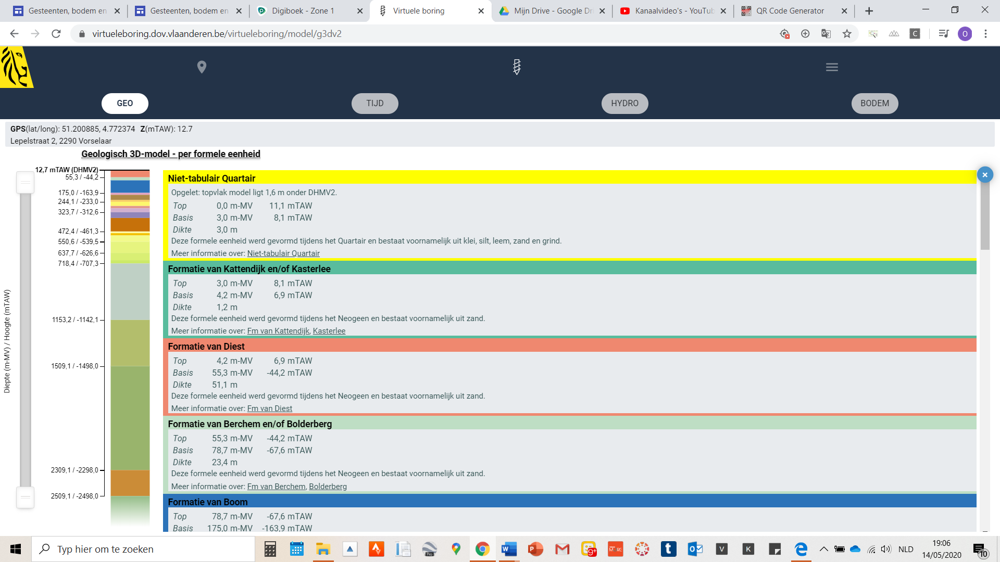 Gesteenten, bodem en
Gesteenten, bodem en
Digiboek - Zone 1
Virtuele boring
Mijn Drive - Google Dri
Kanaalvideo's - YouTub
QR Code Generator
virtueleboring.dov.vlaanderen.be/virtueleboring/model/g3dv2
C
O
GEO
TIJD
HYDRO
BODEM
GPS(lat/long): 51.200885, 4.772374 Z(mTAW): 12.7
Lepelstraat 2, 2290 Vorselaar
Geologisch 3D-model - per formele eenheid
Diepte (m-MV) / Hoogte (mTAW)
12,7 mTAW (DHMV2)
55,3 / -44,2
175,0 / -163,9
244,1 / -233,0
323,7 / -312,6
472,4 / -461,3
550,6 / -539,5
637,7 / -626,6
718,4 / -707,3
1153,2 / -1142,1
1509,1 / -1498,0
2309,1 / -2298,0
2509,1 / -2498,0
Niet-tabulair Quartair
Opgelet: topvlak model ligt 1,6 m onder DHMV2.
Top 0,0 m-MV 11,1 mTAW
Basis 3,0 m-MV 8,1 mTAW
Dikte 3,0 m
Deze formele eenheid werd gevormd tijdens het Quartair en bestaat voornamelijk uit klei, silt, leem, zand en grind.
Meer informatie over: Niet-tabulair Quartair
Formatie van Kattendijk en/of Kasterlee
Top 3,0 m-MV 8,1 mTAW
Basis 4,2 m-MV 6,9 mTAW
Dikte 1,2 m
Deze formele eenheid werd gevormd tijdens het Neogeen en bestaat voornamelijk uit zand.
Meer informatie over: Fm van Kattendijk, Kasterlee
Formatie van Diest
Top 4,2 m-MV 6,9 mTAW
Basis 55,3 m-MV -44,2 mTAW
Dikte 51,1 m
Deze formele eenheid werd gevormd tijdens het Neogeen en bestaat voornamelijk uit zand.
Meer informatie over: Fm van Diest
Formatie van Berchem en/of Bolderberg
Top 55,3 m-MV -44,2 mTAW
Basis 78,7 m-MV -67,6 mTAW
Dikte 23,4 m
Deze formele eenheid werd gevormd tijdens het Neogeen en bestaat voornamelijk uit zand.
Meer informatie over: Fm van Berchem, Bolderberg
Formatie van Boom
Top 78,7 m-MV -67,6 mTAW
Basis 175,0 m-MV -163,9 mTAW
Typ hier om te zoeken
NLD
19:06
14/05/2020
10